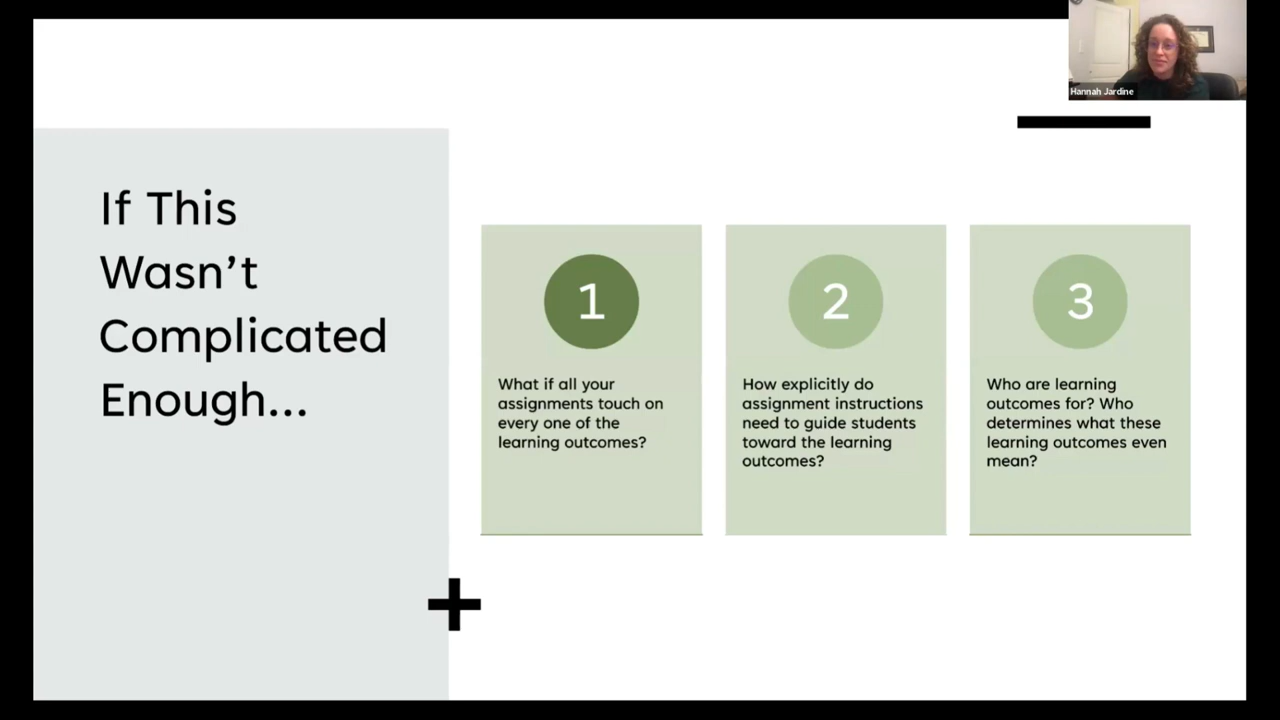 Hannah Jardine
If This
Wasn’t
Complicated
Enough...
1
What if all your
assignments touch on
every one of the
learning outcomes?
2
How explicitly do
assignment instructions
need to guide students
toward the learning
outcomes?
3
Who are learning
outcomes for? Who
determines what these
learning outcomes even
mean?